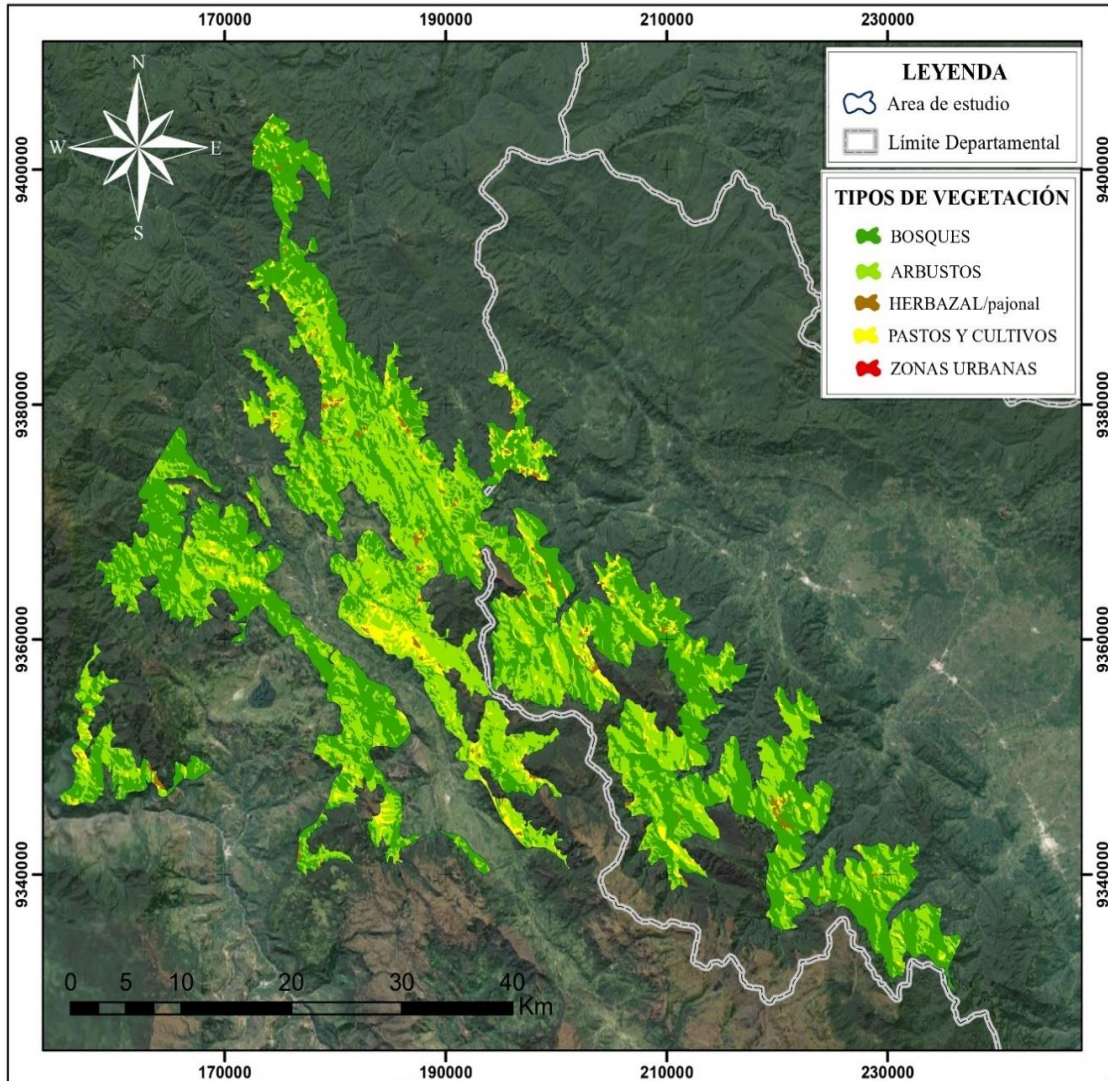 170000 190000 210000 230000
N
W E
S
LEYENDA
Area de estudio
Límite Departamental
TIPOS DE VEGETACIÓN
BOSQUES
ARBUSTOS
HERBAZAL/pajonal
PASTOS Y CULTIVOS
ZONAS URBANAS
9400000 9400000
9380000 9380000
9360000 9360000
9340000 9340000
0 5 10 20 30 40
Km
170000 190000 210000 230000